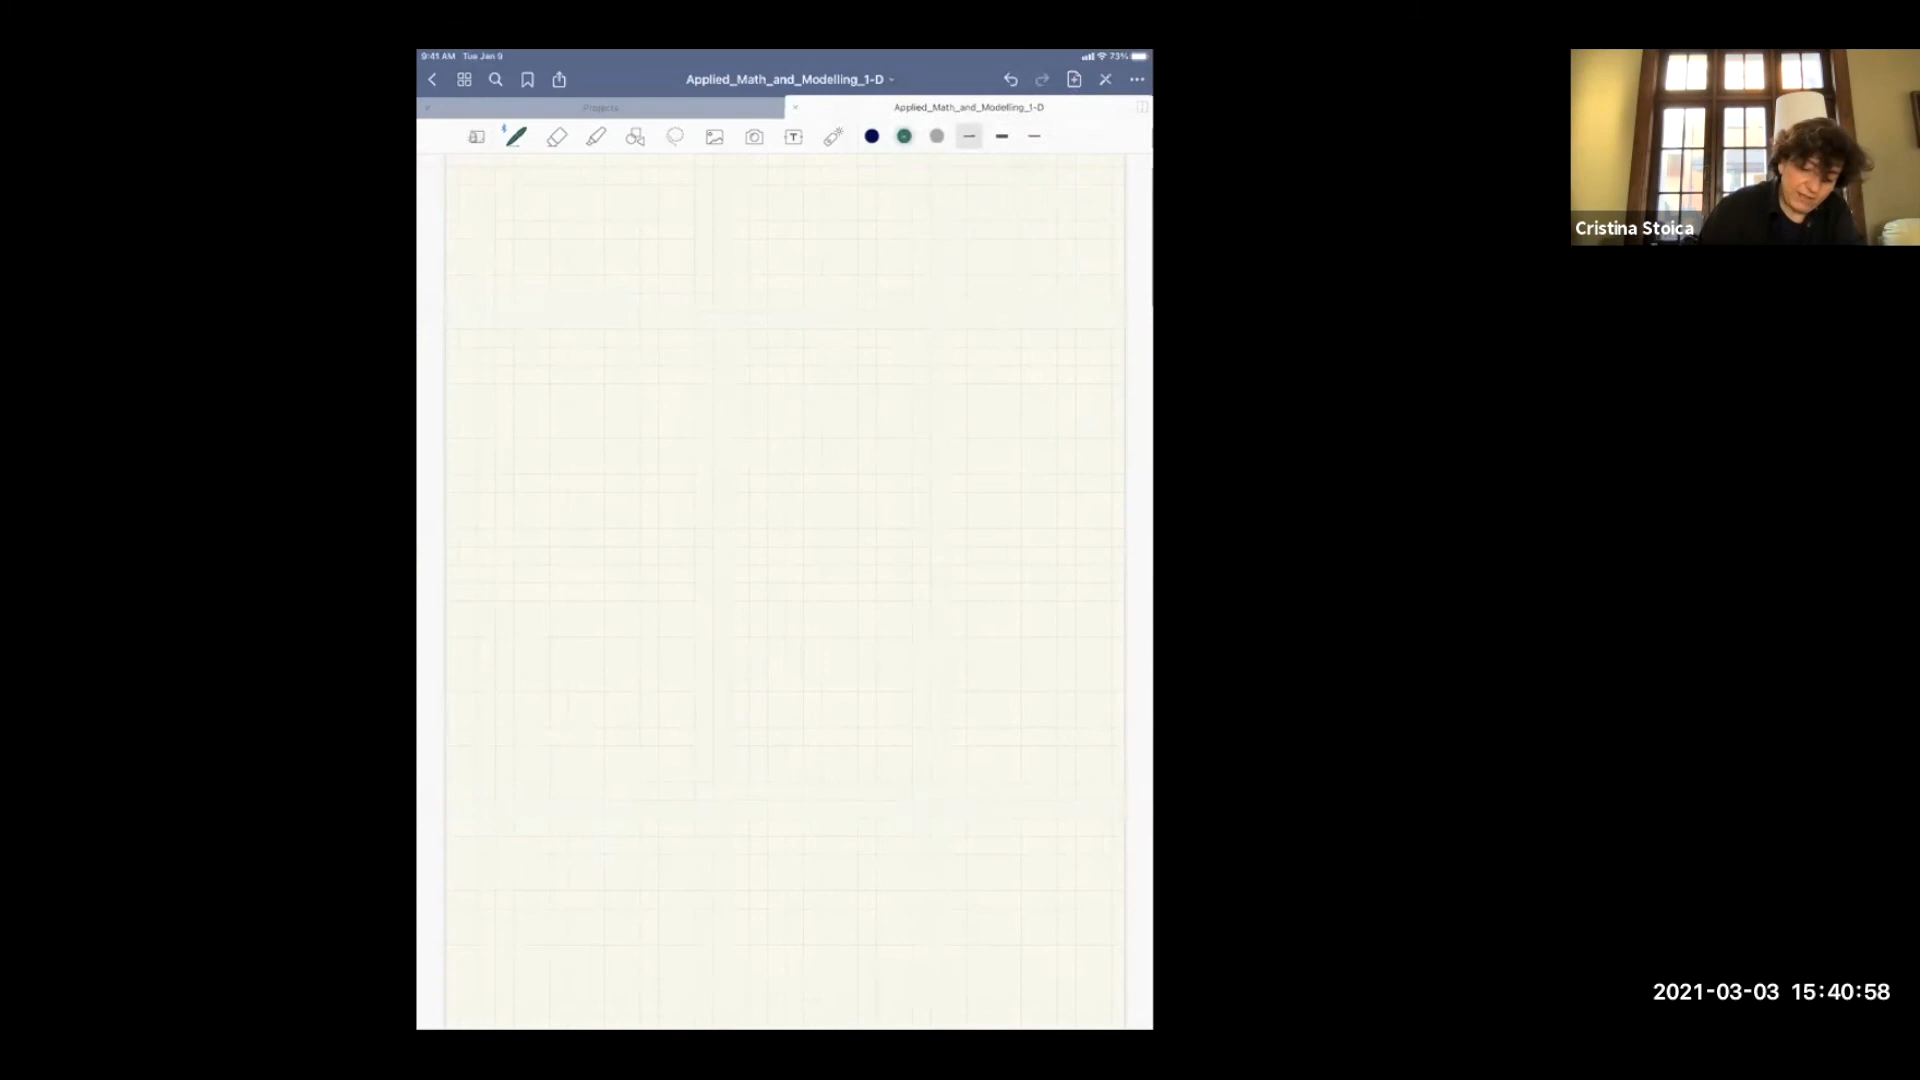 9:41 AM Tue Jan 9
73%
Applied_Math_and_Modelling_1-D
Projects
Applied_Math_and_Modelling_1-D
T
Cristina Stoica
2021-03-03 15:40:58